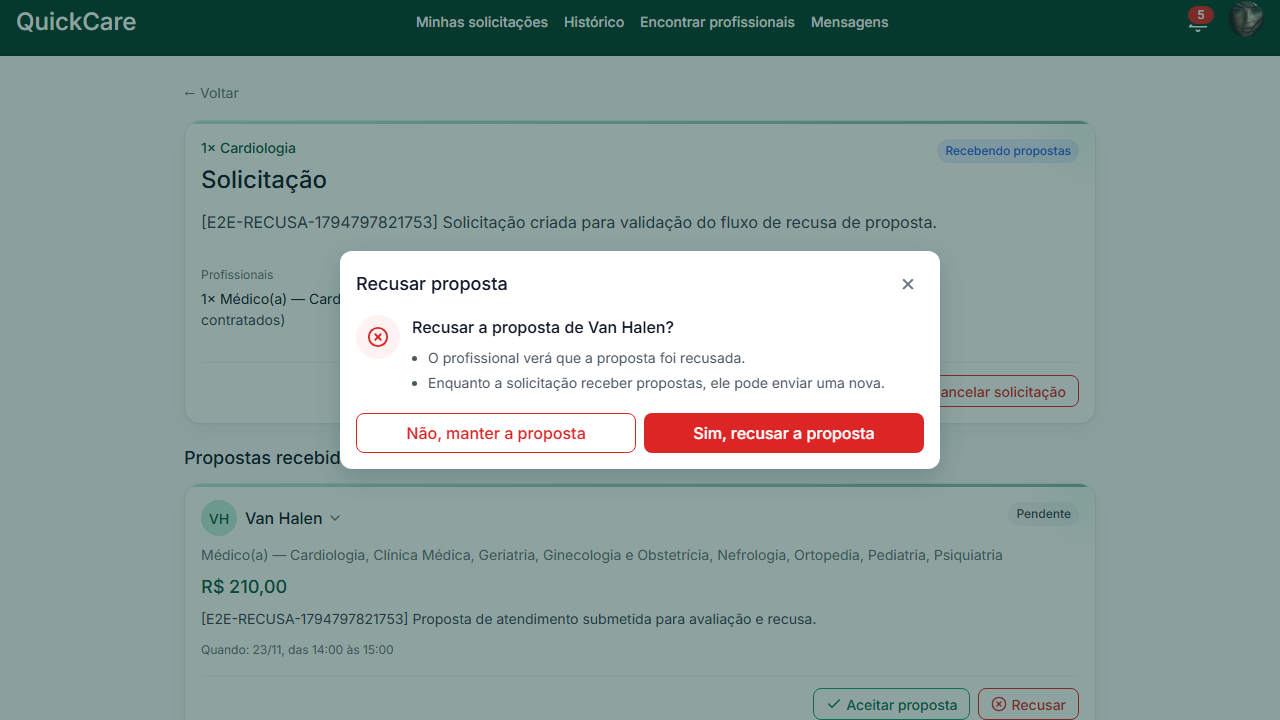 QuickCare
Minhas solicitações
Histórico
Encontrar profissionais
Mensagens
5
← Voltar
1× Cardiologia
Recebendo propostas
Solicitação
[E2E-RECUSA-1794797821753] Solicitação criada para validação do fluxo de recusa de proposta.
Profissionais
1× Médico(a) — Card
contratados)
ancelar solicitação
Recusar proposta
Recusar a proposta de Van Halen?
• O profissional verá que a proposta foi recusada.
• Enquanto a solicitação receber propostas, ele pode enviar uma nova.
Não, manter a proposta
Sim, recusar a proposta
Propostas recebid
VH
Van Halen
Pendente
Médico(a) — Cardiologia, Clínica Médica, Geriatria, Ginecologia e Obstetrícia, Nefrologia, Ortopedia, Pediatria, Psiquiatria
R$ 210,00
[E2E-RECUSA-1794797821753] Proposta de atendimento submetida para avaliação e recusa.
Quando: 23/11, das 14:00 às 15:00
Aceitar proposta
Recusar